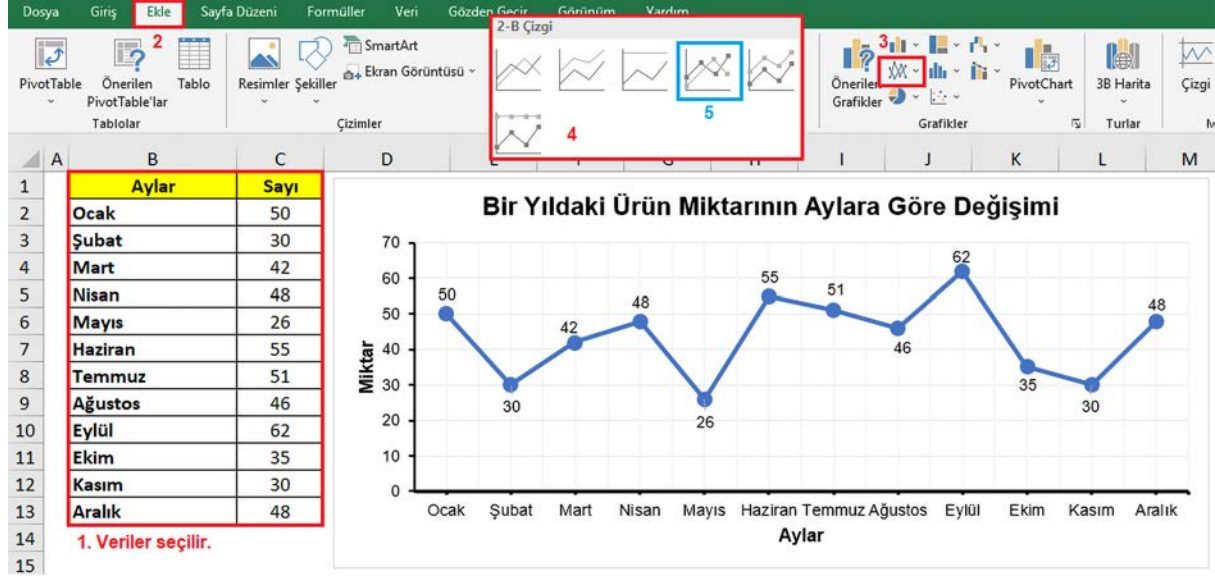 Dosya Giriş Ekle Sayfa Düzeni Formüller Veri Gözden Geçir Görünüm Yardım
2-B Çizgi
2
3
4
5
PivotTable
Önerilen
PivotTable'lar
Tablo
Tablolar
Resimler
Şekiller
SmartArt
Ekran Görüntüsü
Çizimler
Önerilen
Grafikler
PivotChart
Grafikler
3B Harita
Turlar
Çizgi
A B C D H I J K L M
1 Aylar Sayı
2 Ocak 50
3 Şubat 30
4 Mart 42
5 Nisan 48
6 Mayıs 26
7 Haziran 55
8 Temmuz 51
9 Ağustos 46
10 Eylül 62
11 Ekim 35
12 Kasım 30
13 Aralık 48
14 1. Veriler seçilir.
15
Bir Yıldaki Ürün Miktarının Aylara Göre Değişimi
Miktar
70
60
50
40
30
20
10
0
50 30 42 48 26 55 51 46 62 35 30 48
Ocak Şubat Mart Nisan Mayıs Haziran Temmuz Ağustos Eylül Ekim Kasım Aralık
Aylar